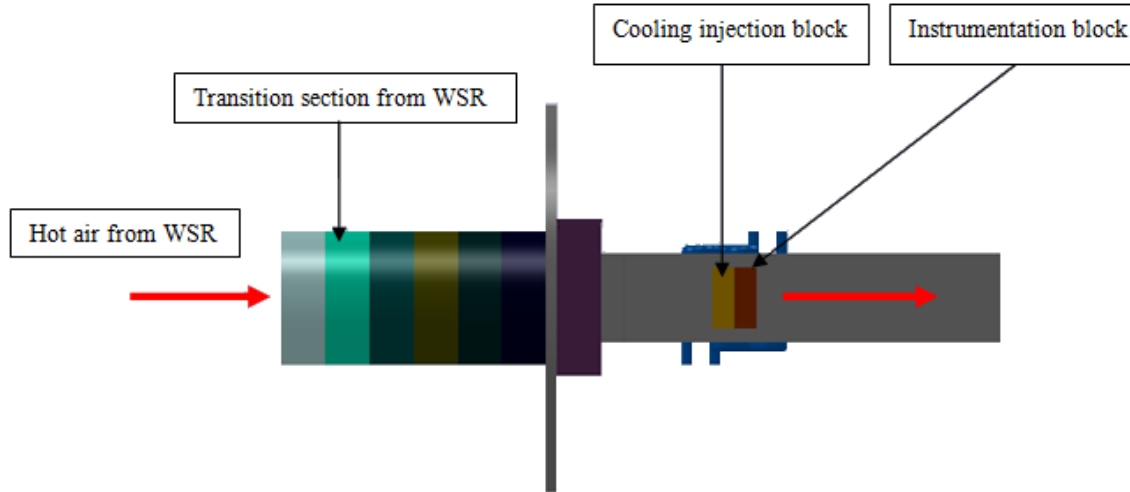 Cooling injection block
Instrumentation block
Transition section from WSR
Hot air from WSR